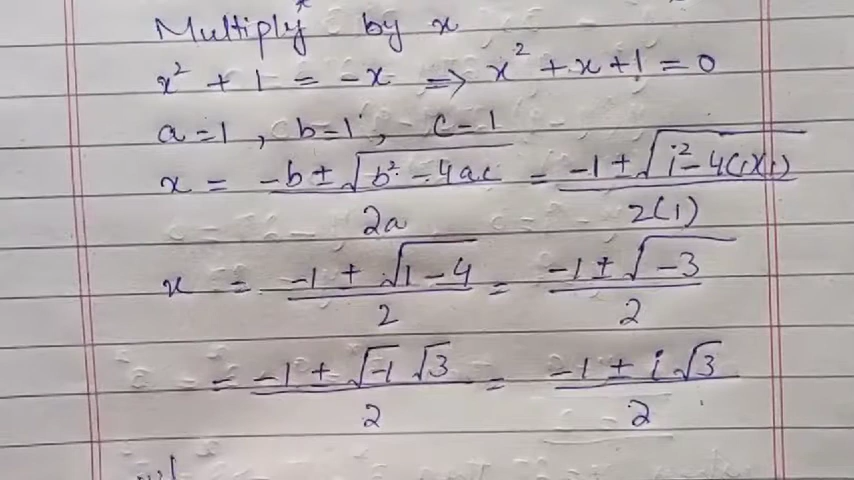 Multiply by x
x² + 1 = -x ⇒ x² + x + 1 = 0
a = 1 , b = 1 , c = 1
x = -b ± √b² - 4ac / 2a = -1 ± √i² - 4(1)(1) / 2(1)
x = -1 ± √1 - 4 / 2 = -1 ± √-3 / 2
= -1 ± √-1 √3 / 2 = -1 ± i √3 / 2